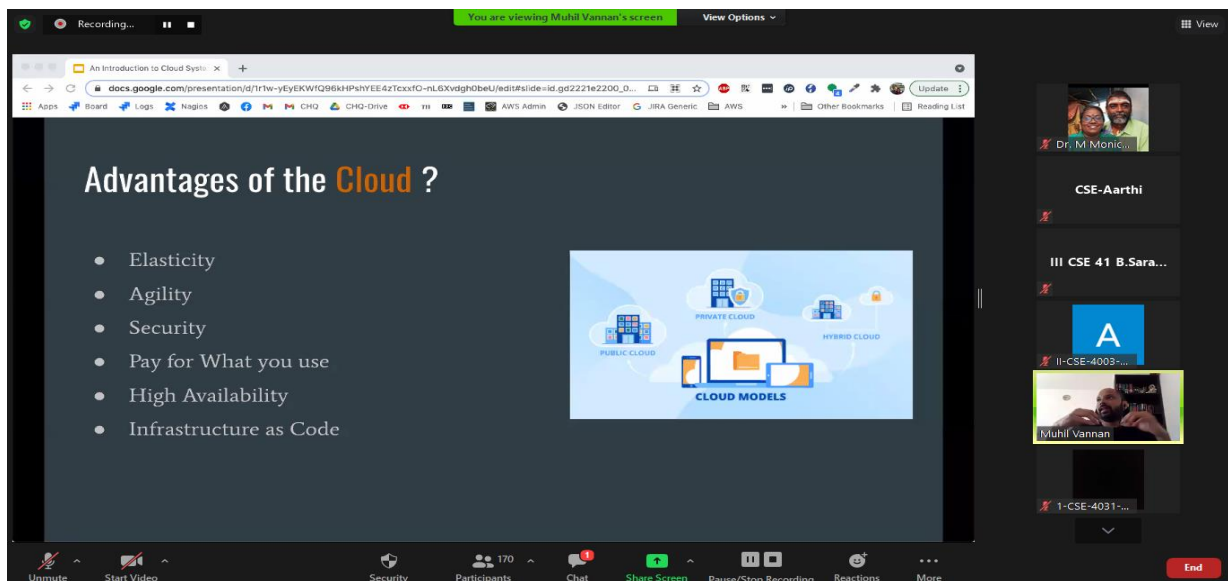 Recording...
You are viewing Muhil Vannan's screen
View Options
View
An Introduction to Cloud Syste
docs.google.com/presentation/d/1r1w-yEyEKWfQ96kHPshYEE4zTcxxfO-nL6Xvdgh0beU/edit#slide=id.gd2221e2200_0...
Update
Apps Board Logs Nagios CHQ CHQ-Drive AWS Admin JSON Editor JIRA Generic AWS Other Bookmarks Reading List
Advantages of the Cloud ?
Elasticity
Agility
Security
Pay for What you use
High Availability
Infrastructure as Code
PRIVATE CLOUD
HYBRID CLOUD
PUBLIC CLOUD
CLOUD MODELS
Dr. M Monic...
CSE-Aarthi
III CSE 41 B.Sara...
A
II-CSE-4003-...
Muhil Vannan
1-CSE-4031-...
Unmute
Start Video
Security
170
Participants
1
Chat
Share Screen
Pause/Stop Recording
Reactions
More
End